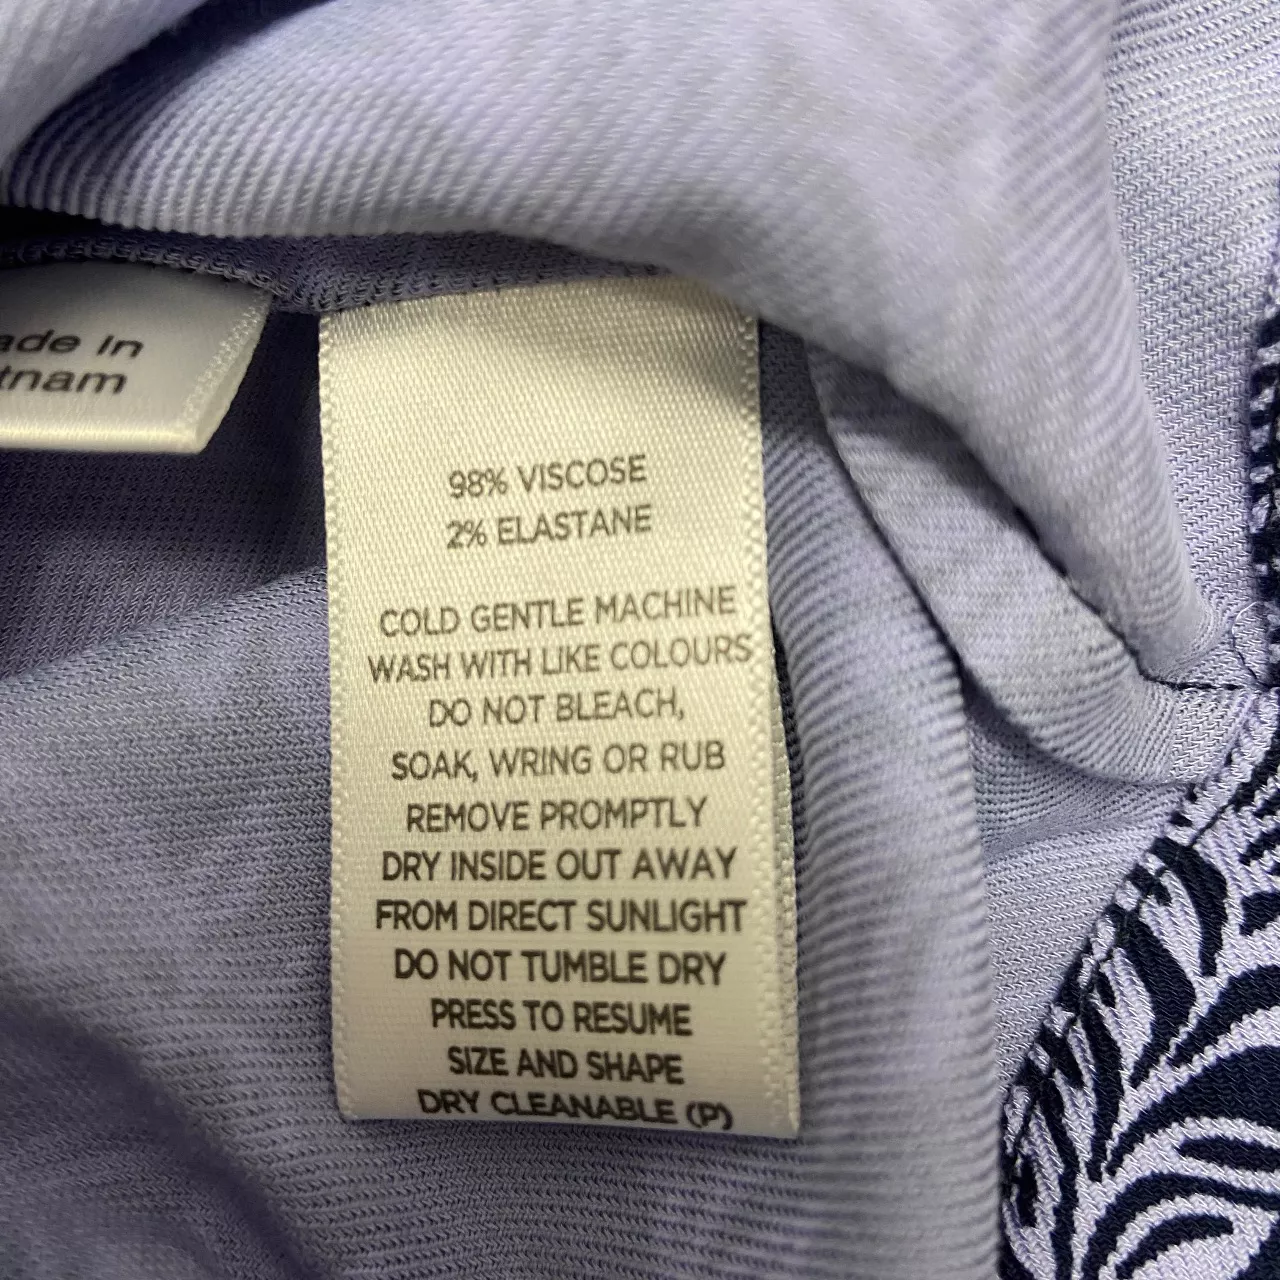 ade in
tnam
98% VISCOSE
2% ELASTANE
COLD GENTLE MACHINE
WASH WITH LIKE COLOURS
DO NOT BLEACH,
SOAK, WRING OR RUB
REMOVE PROMPTLY
DRY INSIDE OUT AWAY
FROM DIRECT SUNLIGHT
DO NOT TUMBLE DRY
PRESS TO RESUME
SIZE AND SHAPE
DRY CLEANABLE (P)